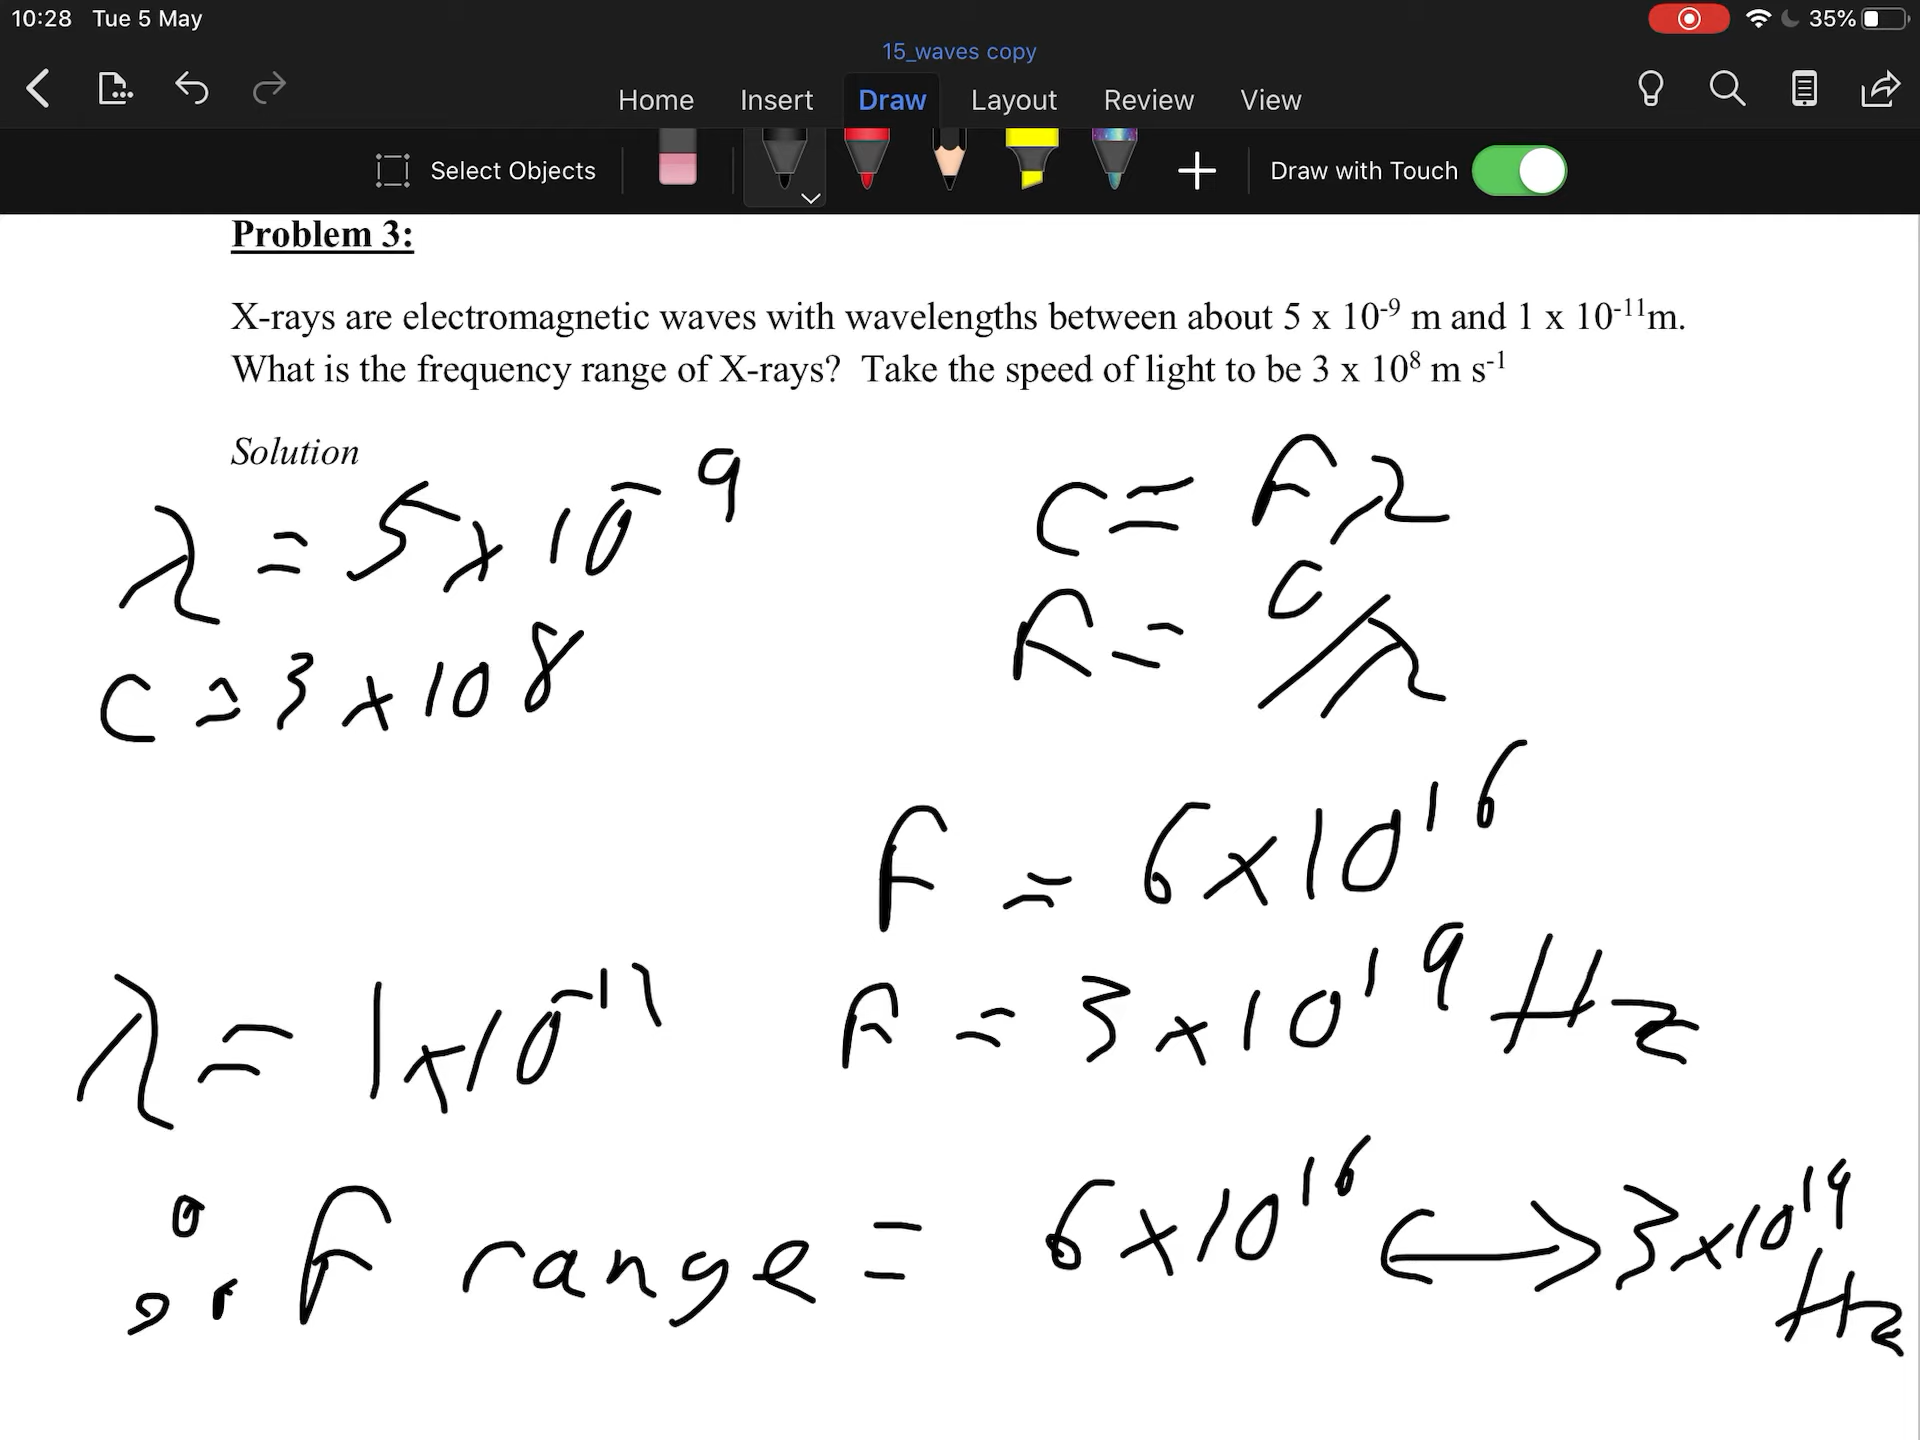 10:28 Tue 5 May
35%
15_waves copy
Home Insert Draw Layout Review View
Select Objects
Draw with Touch
Problem 3:
X-rays are electromagnetic waves with wavelengths between about 5 x 10⁻⁹ m and 1 x 10⁻¹¹m.
What is the frequency range of X-rays? Take the speed of light to be 3 x 10⁸ m s⁻¹
Solution
λ = 5 x 10⁻⁹
c = 3 x 10⁸
c = fλ
f = c/λ
f = 6 x 10¹⁶
λ = 1 x 10⁻¹¹
f = 3 x 10¹⁹ Hz
∴ f range = 6 x 10¹⁶ ↔ 3 x 10¹⁹ Hz